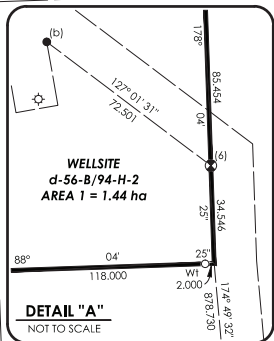 (b)
178°
127° 01' 31"
72.501
85.454
04'
(6)
WELLSITE
d-56-B/94-H-2
AREA 1 = 1.44 ha
25"
34.546
88°
04'
25"
118.000
Wt
2.000
878.730
174° 49' 32"
DETAIL "A"
NOT TO SCALE